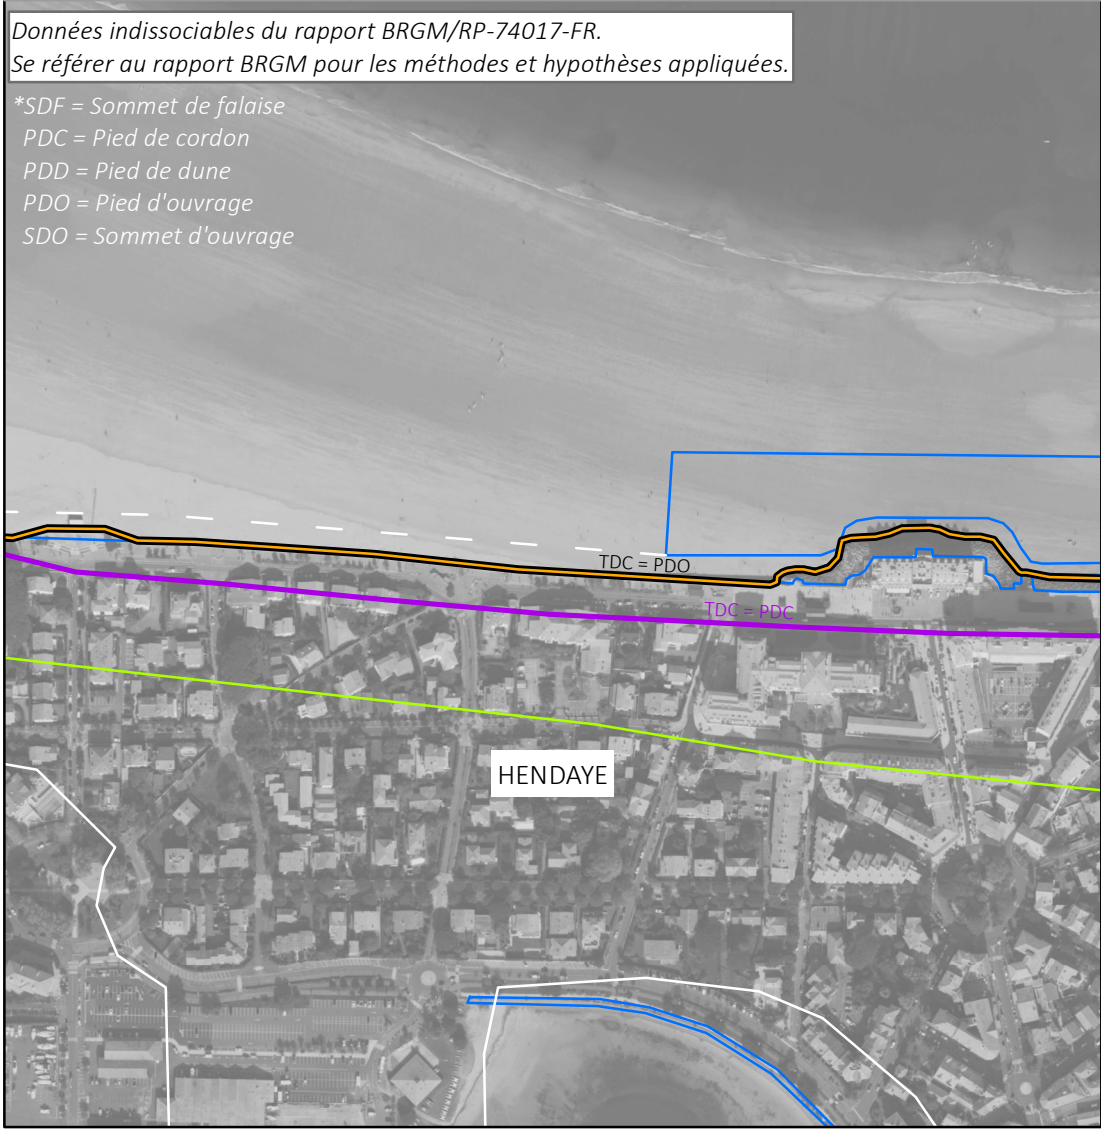 Données indissociables du rapport BRGM/RP-74017-FR.
Se référer au rapport BRGM pour les méthodes et hypothèses appliquées.
*SDF = Sommet de falaise
PDC = Pied de cordon
PDD = Pied de dune
PDO = Pied d'ouvrage
SDO = Sommet d'ouvrage
TDC = PDO
TDC = PDC
HENDAYE